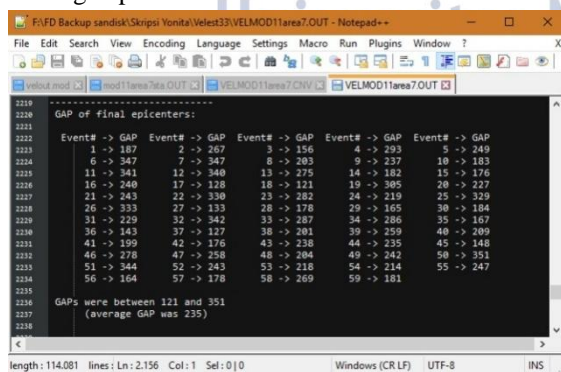 F:\FD Backup sandisk\Skripsi Yonita\Velest33\VELMOD11area7.OUT - Notepad++
File Edit Search View Encoding Language Settings Macro Run Plugins Window ? X
velout.mod mod11area7sta.OUT VELMOD11area7.CNV VELMOD11area7.OUT
2219 ----------------------------
2220 GAP of final epicenters:
2221
2222 Event# -> GAP Event# -> GAP Event# -> GAP Event# -> GAP Event# -> GAP
2223 1 -> 187 2 -> 267 3 -> 156 4 -> 293 5 -> 249
2224 6 -> 347 7 -> 347 8 -> 203 9 -> 237 10 -> 183
2225 11 -> 341 12 -> 340 13 -> 275 14 -> 182 15 -> 176
2226 16 -> 240 17 -> 128 18 -> 121 19 -> 305 20 -> 227
2227 21 -> 243 22 -> 330 23 -> 282 24 -> 219 25 -> 329
2228 26 -> 333 27 -> 133 28 -> 178 29 -> 165 30 -> 184
2229 31 -> 229 32 -> 342 33 -> 287 34 -> 286 35 -> 167
2230 36 -> 143 37 -> 127 38 -> 201 39 -> 259 40 -> 209
2231 41 -> 199 42 -> 176 43 -> 238 44 -> 235 45 -> 148
2232 46 -> 278 47 -> 258 48 -> 204 49 -> 242 50 -> 351
2233 51 -> 344 52 -> 243 53 -> 218 54 -> 214 55 -> 247
2234 56 -> 164 57 -> 178 58 -> 269 59 -> 181
2235
2236 GAPs were between 121 and 351
2237 (average GAP was 235)
2238
length : 114.081 lines : Ln : 2.156 Col : 1 Sel : 0 | 0 Windows (CR LF) UTF-8 INS